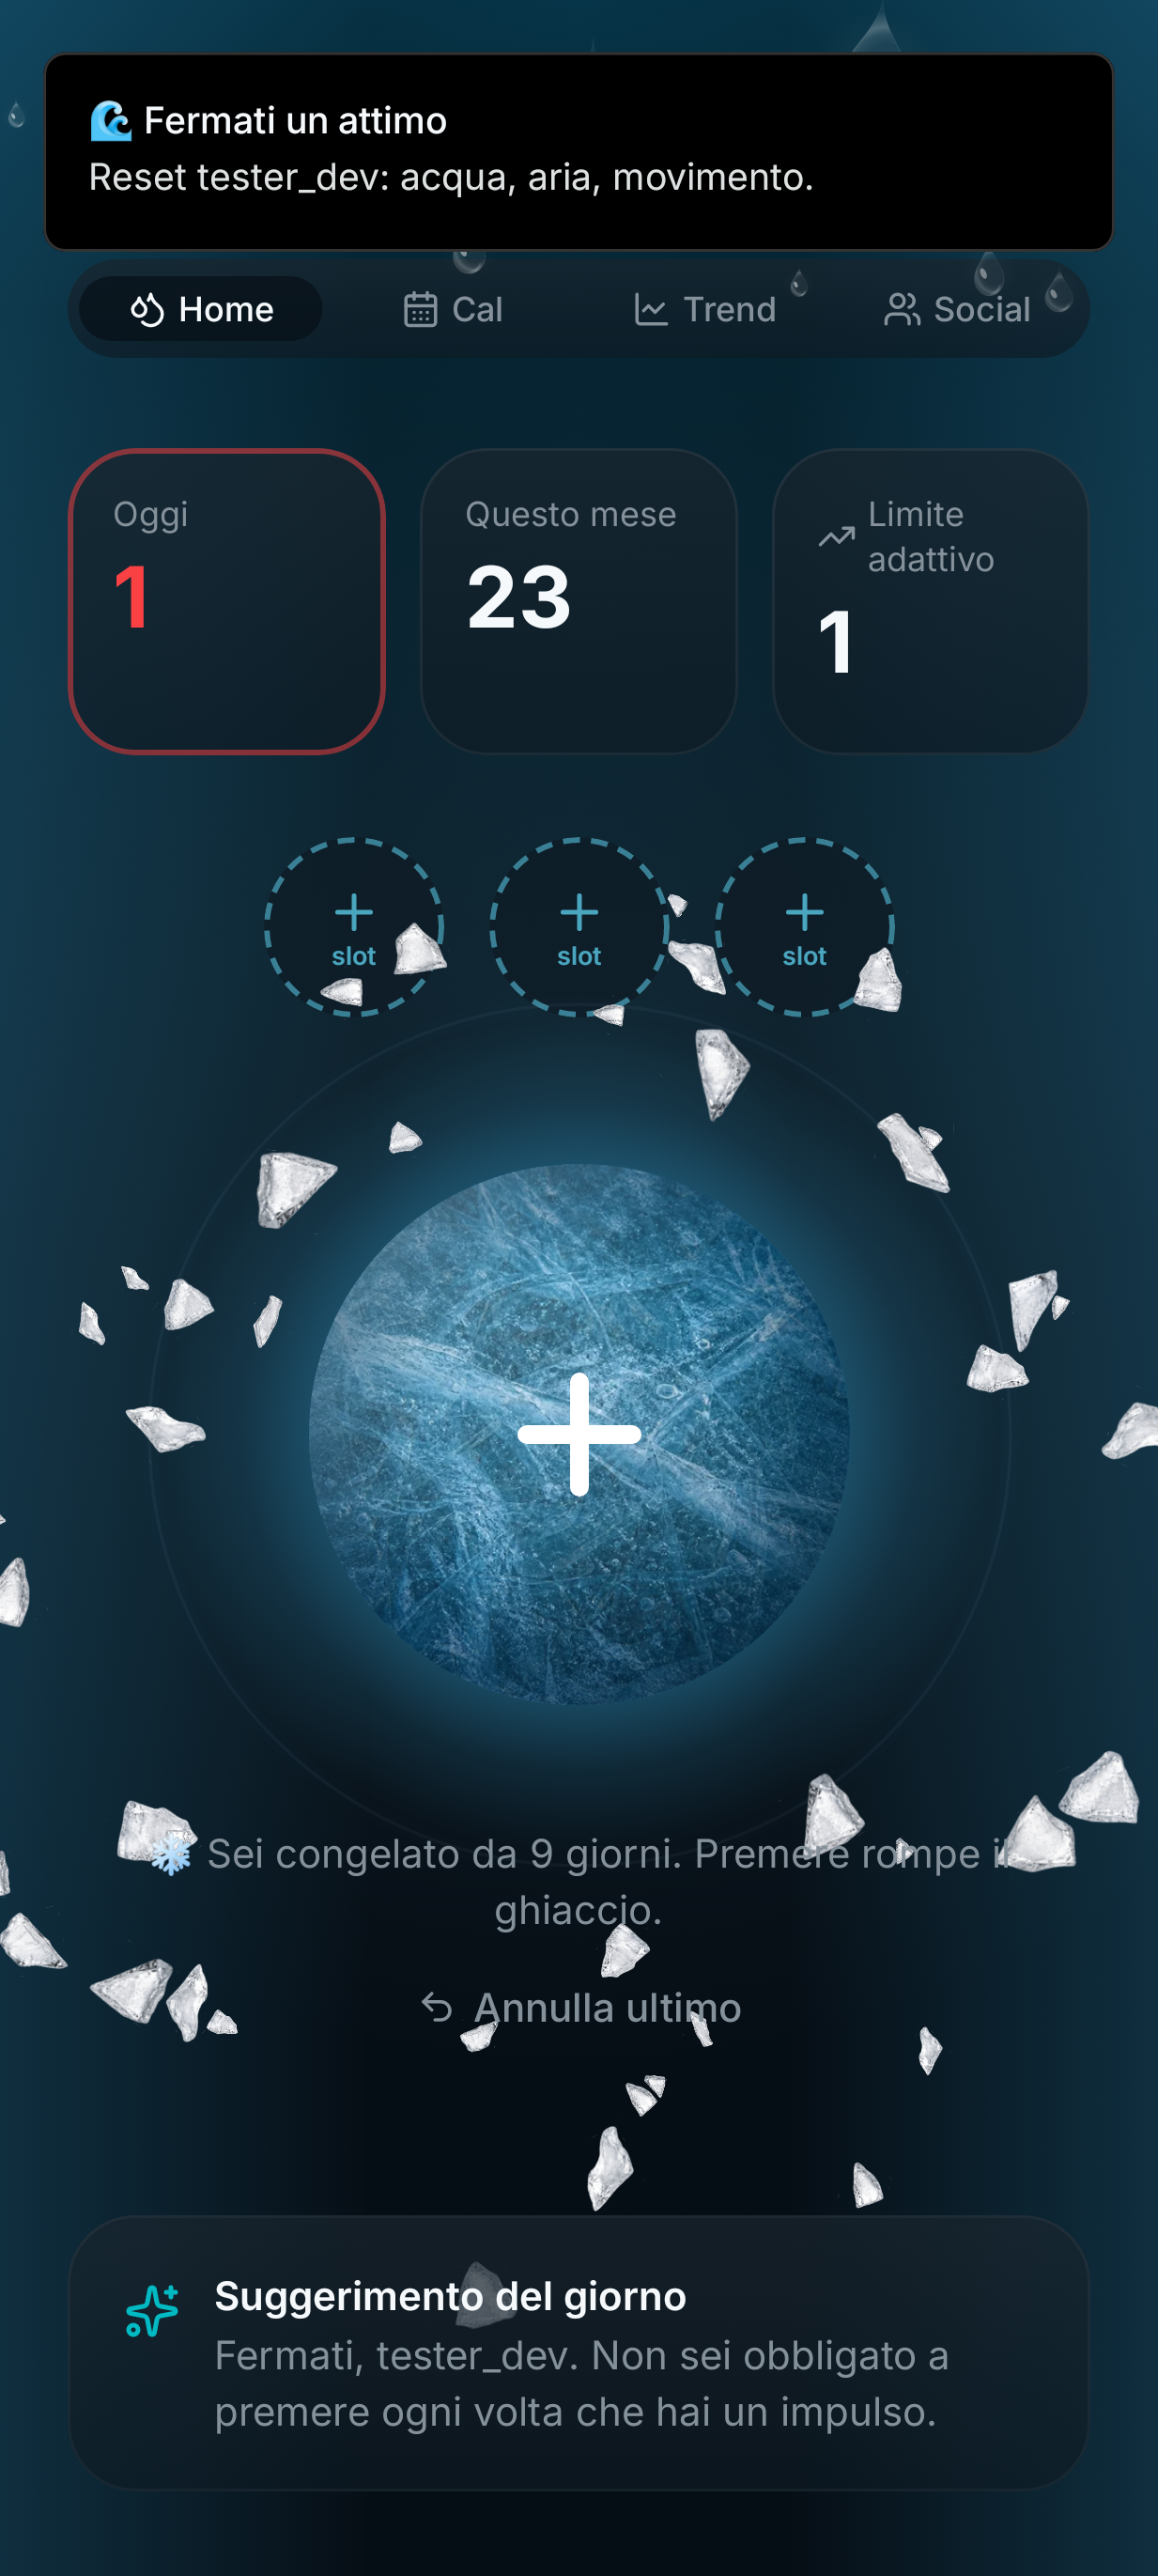 🌊 Fermati un attimo
Reset tester_dev: acqua, aria, movimento.
Home
Cal
Trend
Social
Oggi
1
Questo mese
23
Limite
adattivo
1
slot
slot
slot
❄️ Sei congelato da 9 giorni. Premere rompe il
ghiaccio.
Annulla ultimo
Suggerimento del giorno
Fermati, tester_dev. Non sei obbligato a
premere ogni volta che hai un impulso.